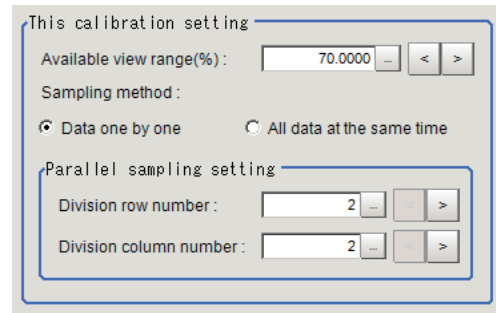 This calibration setting
Available view range(%) : 70.0000 ... < >
Sampling method :
Data one by one All data at the same time
Parallel sampling setting
Division row number : 2 ... < >
Division column number : 2 ... < >